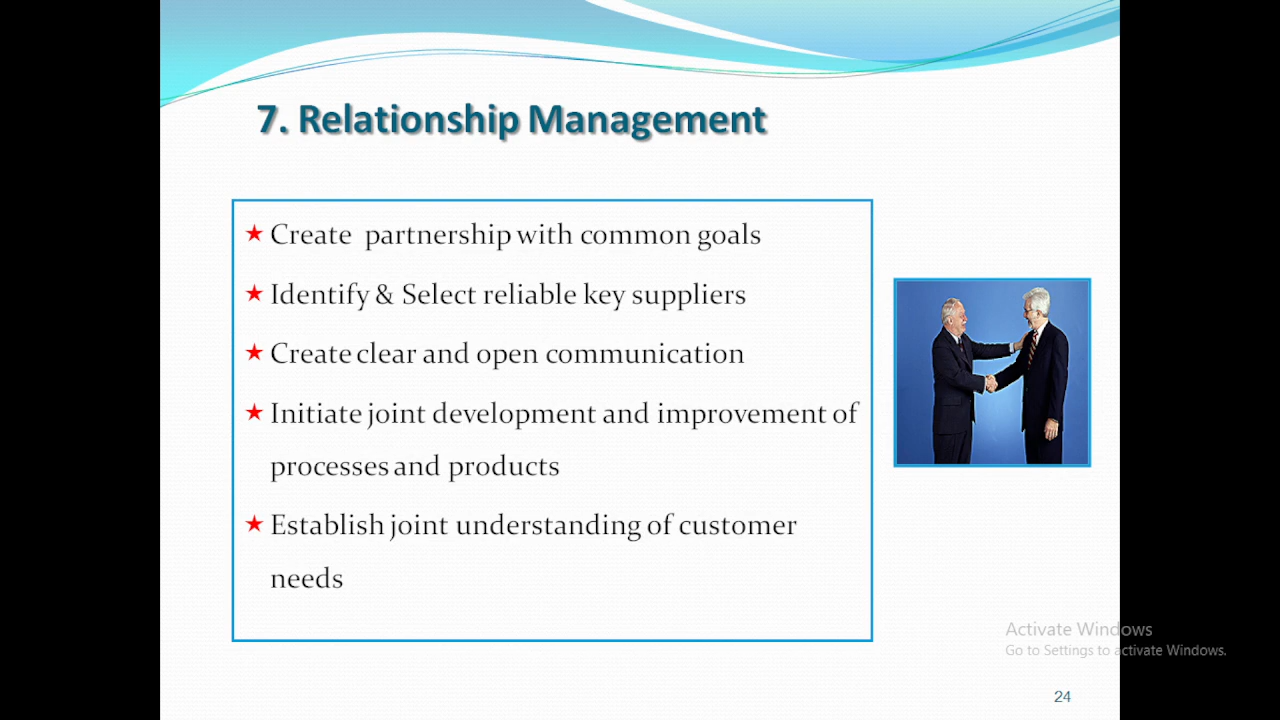 7. Relationship Management
★ Create partnership with common goals
★ Identify & Select reliable key suppliers
★ Create clear and open communication
★ Initiate joint development and improvement of
processes and products
★ Establish joint understanding of customer
needs
Activate Windows
Go to Settings to activate Windows.
24